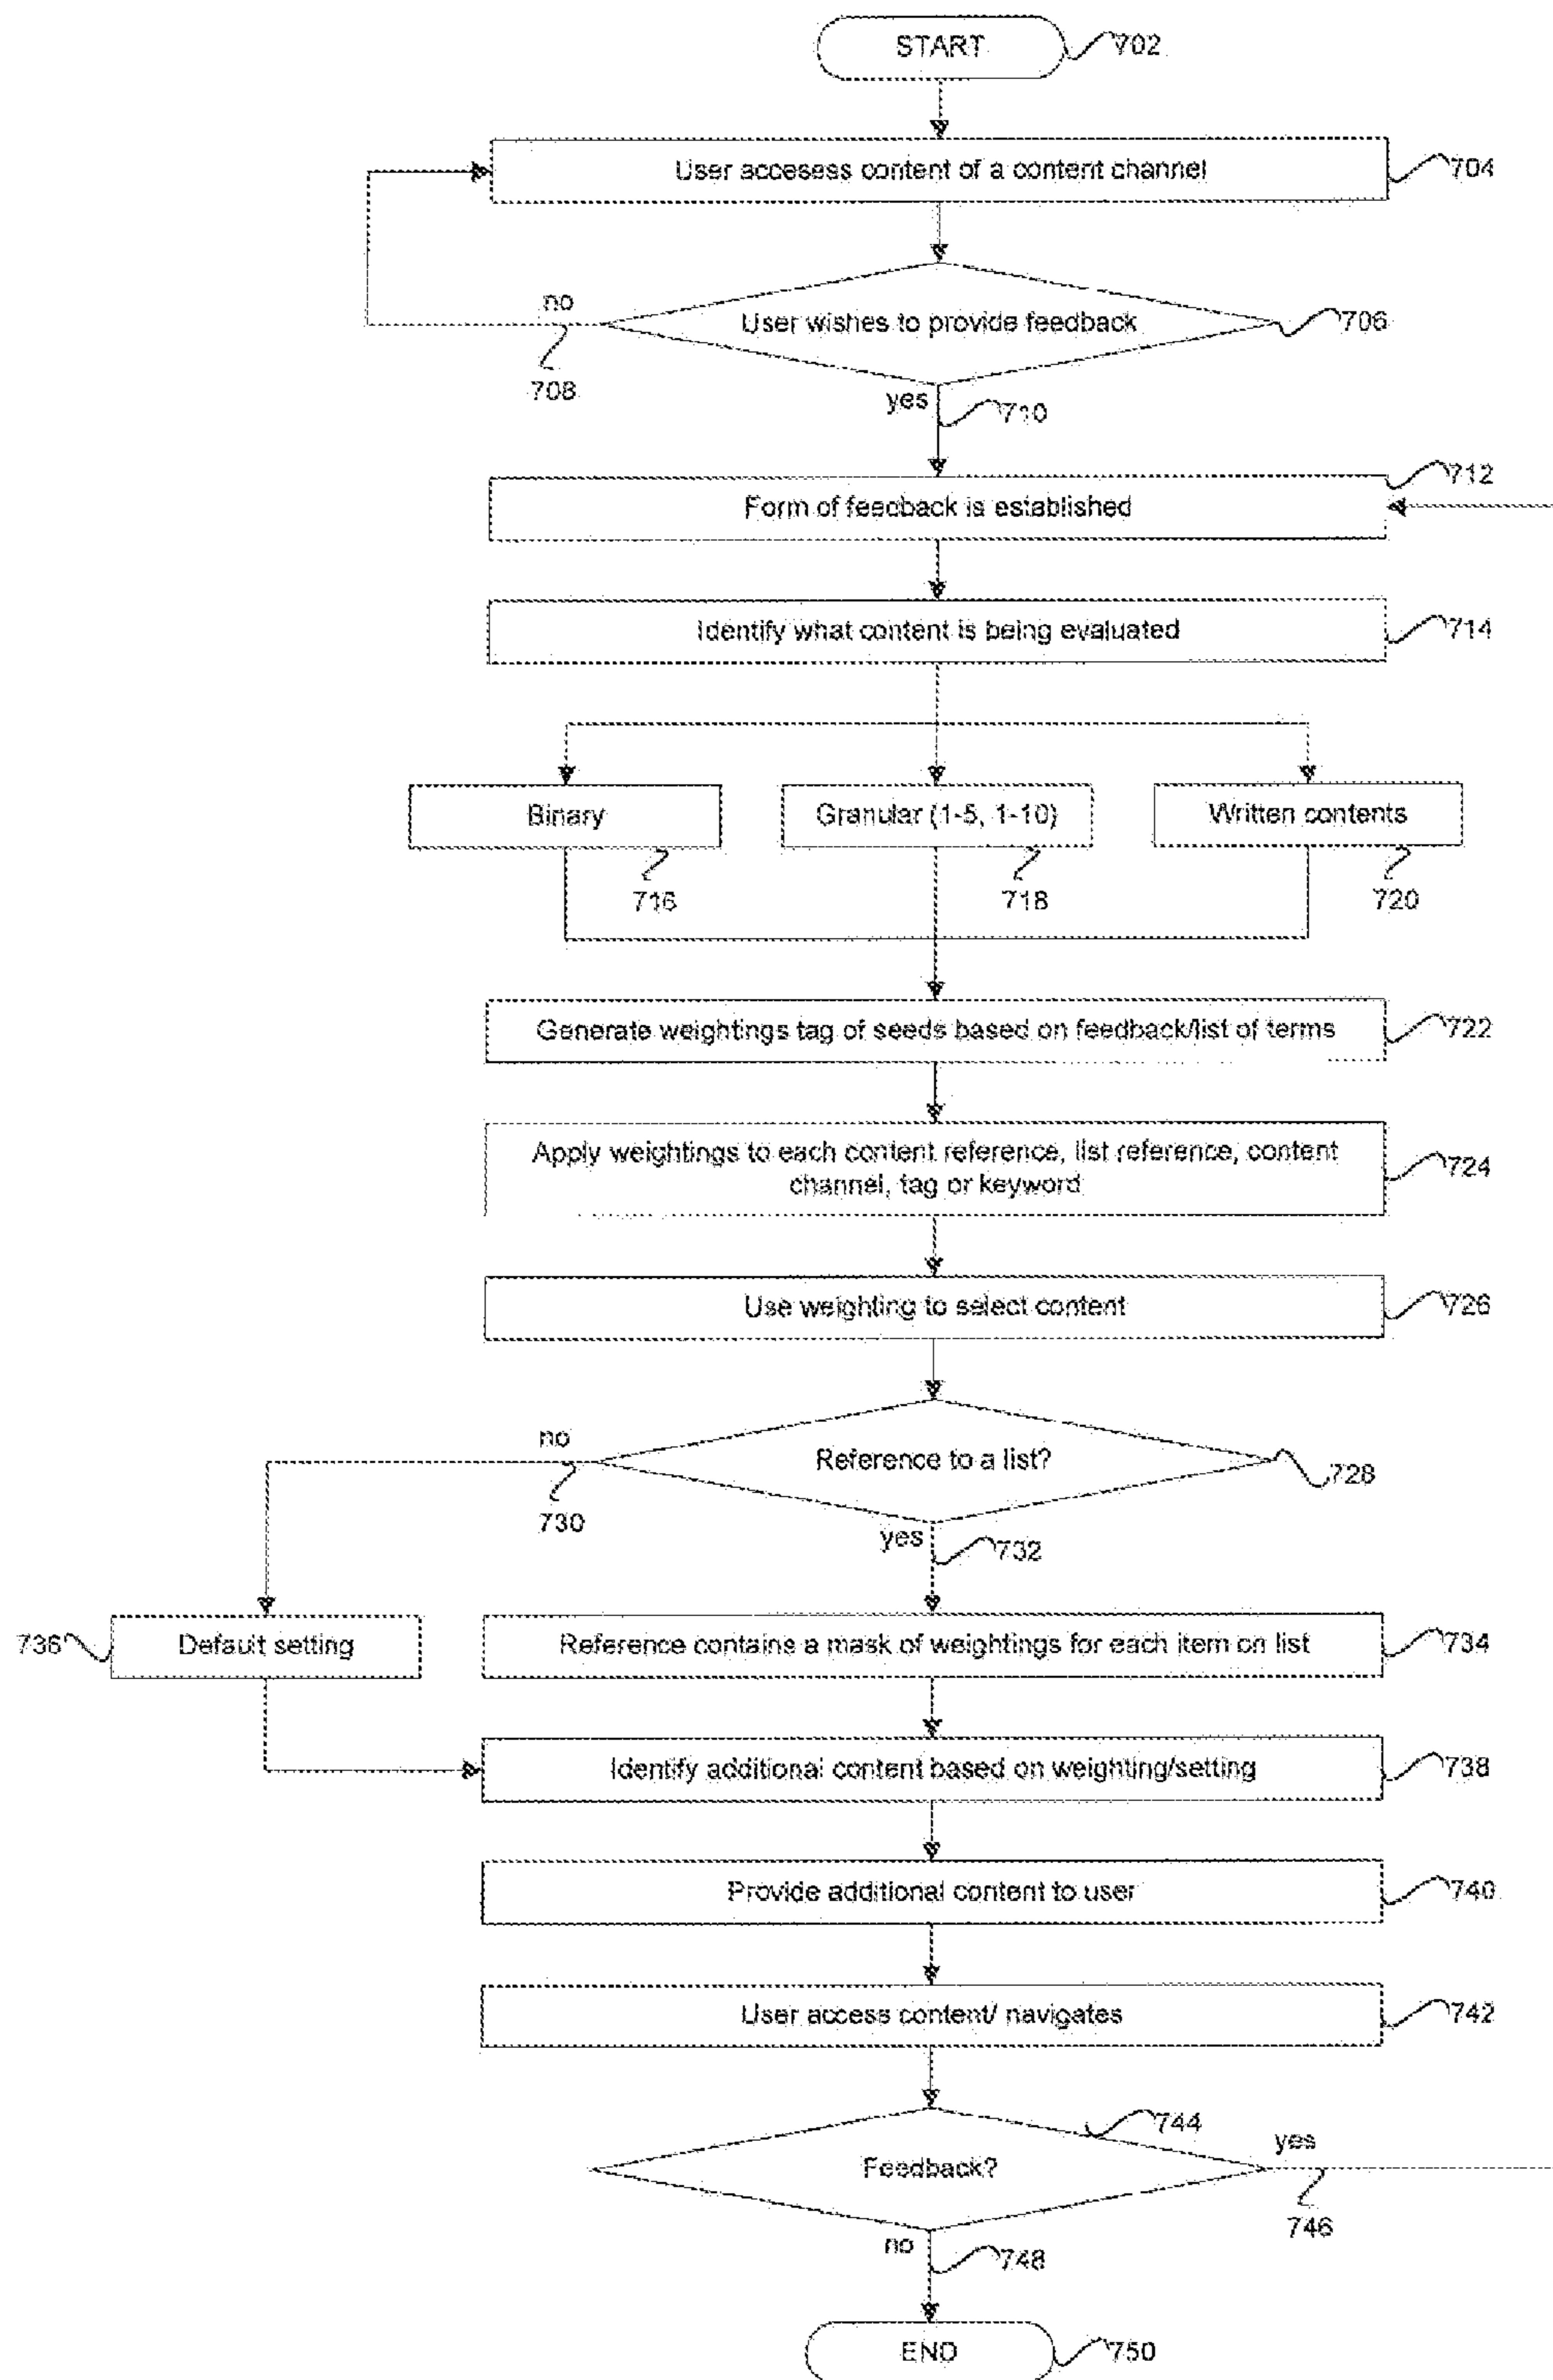 START
702
User accesess content of a content channel
704
no
User wishes to provide feedback
706
708
yes
710
712
Form of feedback is established
Identify what content is being evaluated
714
Binary
Granular (1-5, 1-10)
Written contents
716
718
720
Generate weightings tag of seeds based on feedback/list of terms
722
Apply weightings to each content reference, list reference, content
channel, tag or keyword
724
Use weighting to select content
726
no
Reference to a list?
728
730
yes
732
736
Default setting
Reference contains a mask of weightings for each item on list
734
Identify additional content based on weighting/setting
738
Provide additional content to user
740
User access content/ navigates
742
744
yes
Feedback?
746
no
748
END
750